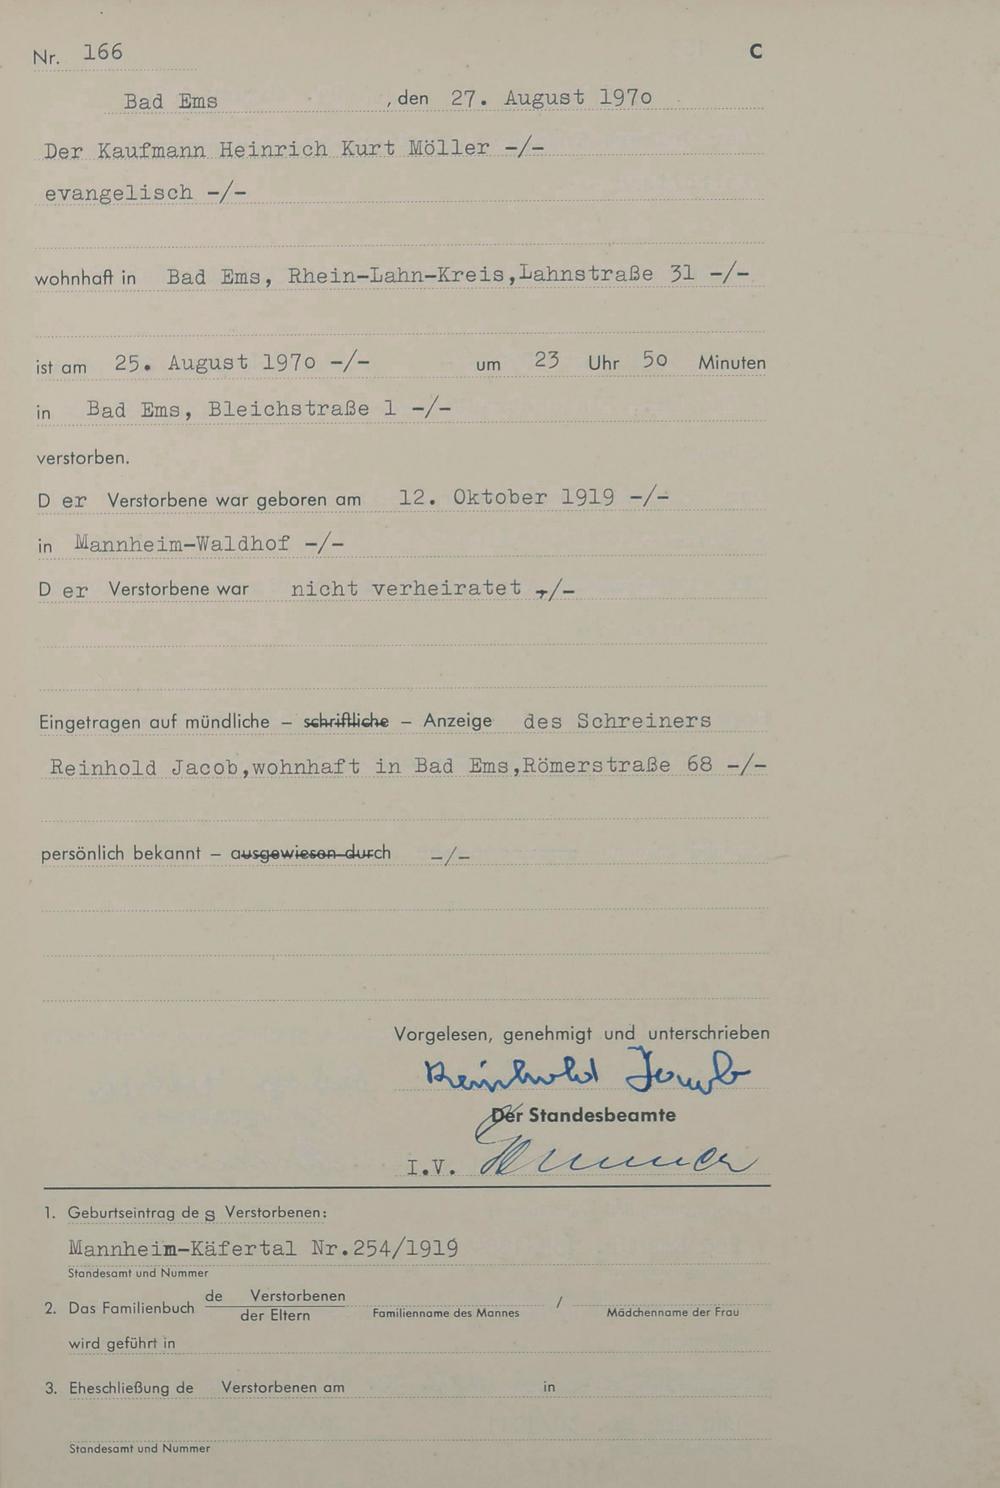 Nr. 166 C
Bad Ems , den 27. August 1970
Der Kaufmann Heinrich Kurt Möller -/-
evangelisch -/-
wohnhaft in Bad Ems, Rhein-Lahn-Kreis,Lahnstraße 31 -/-
ist am 25. August 1970 -/- um 23 Uhr 50 Minuten
in Bad Ems, Bleichstraße 1 -/-
verstorben.
D er Verstorbene war geboren am 12. Oktober 1919 -/-
in Mannheim-Waldhof -/-
D er Verstorbene war nicht verheiratet -/-
Eingetragen auf mündliche – schriftliche – Anzeige des Schreiners
Reinhold Jacob,wohnhaft in Bad Ems,Römerstraße 68 -/-
persönlich bekannt – ausgewiesen durch -/-
Vorgelesen, genehmigt und unterschrieben
Reinhold Jacob
Der Standesbeamte
I.V.
1. Geburtseintrag de s Verstorbenen:
Mannheim-Käfertal Nr.254/1919
Standesamt und Nummer
2. Das Familienbuch de Verstorbenen / der Eltern Familienname des Mannes / Mädchenname der Frau
wird geführt in
3. Eheschließung de Verstorbenen am in
Standesamt und Nummer